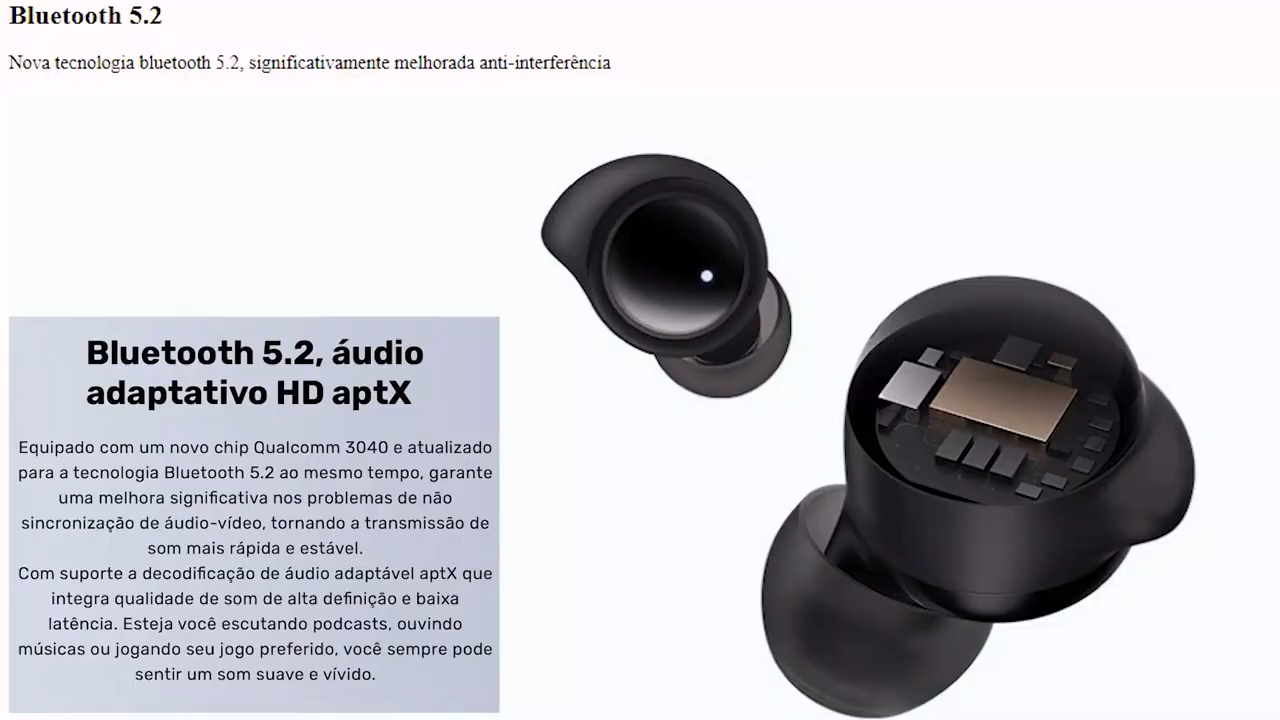 Bluetooth 5.2
Nova tecnologia bluetooth 5.2, significativamente melhorada anti-interferência
Bluetooth 5.2, áudio
adaptativo HD aptX
Equipado com um novo chip Qualcomm 3040 e atualizado
para a tecnologia Bluetooth 5.2 ao mesmo tempo, garante
uma melhora significativa nos problemas de não
sincronização de áudio-vídeo, tornando a transmissão de
som mais rápida e estável.
Com suporte a decodificação de áudio adaptável aptX que
integra qualidade de som de alta definição e baixa
latência. Esteja você escutando podcasts, ouvindo
músicas ou jogando seu jogo preferido, você sempre pode
sentir um som suave e vívido.